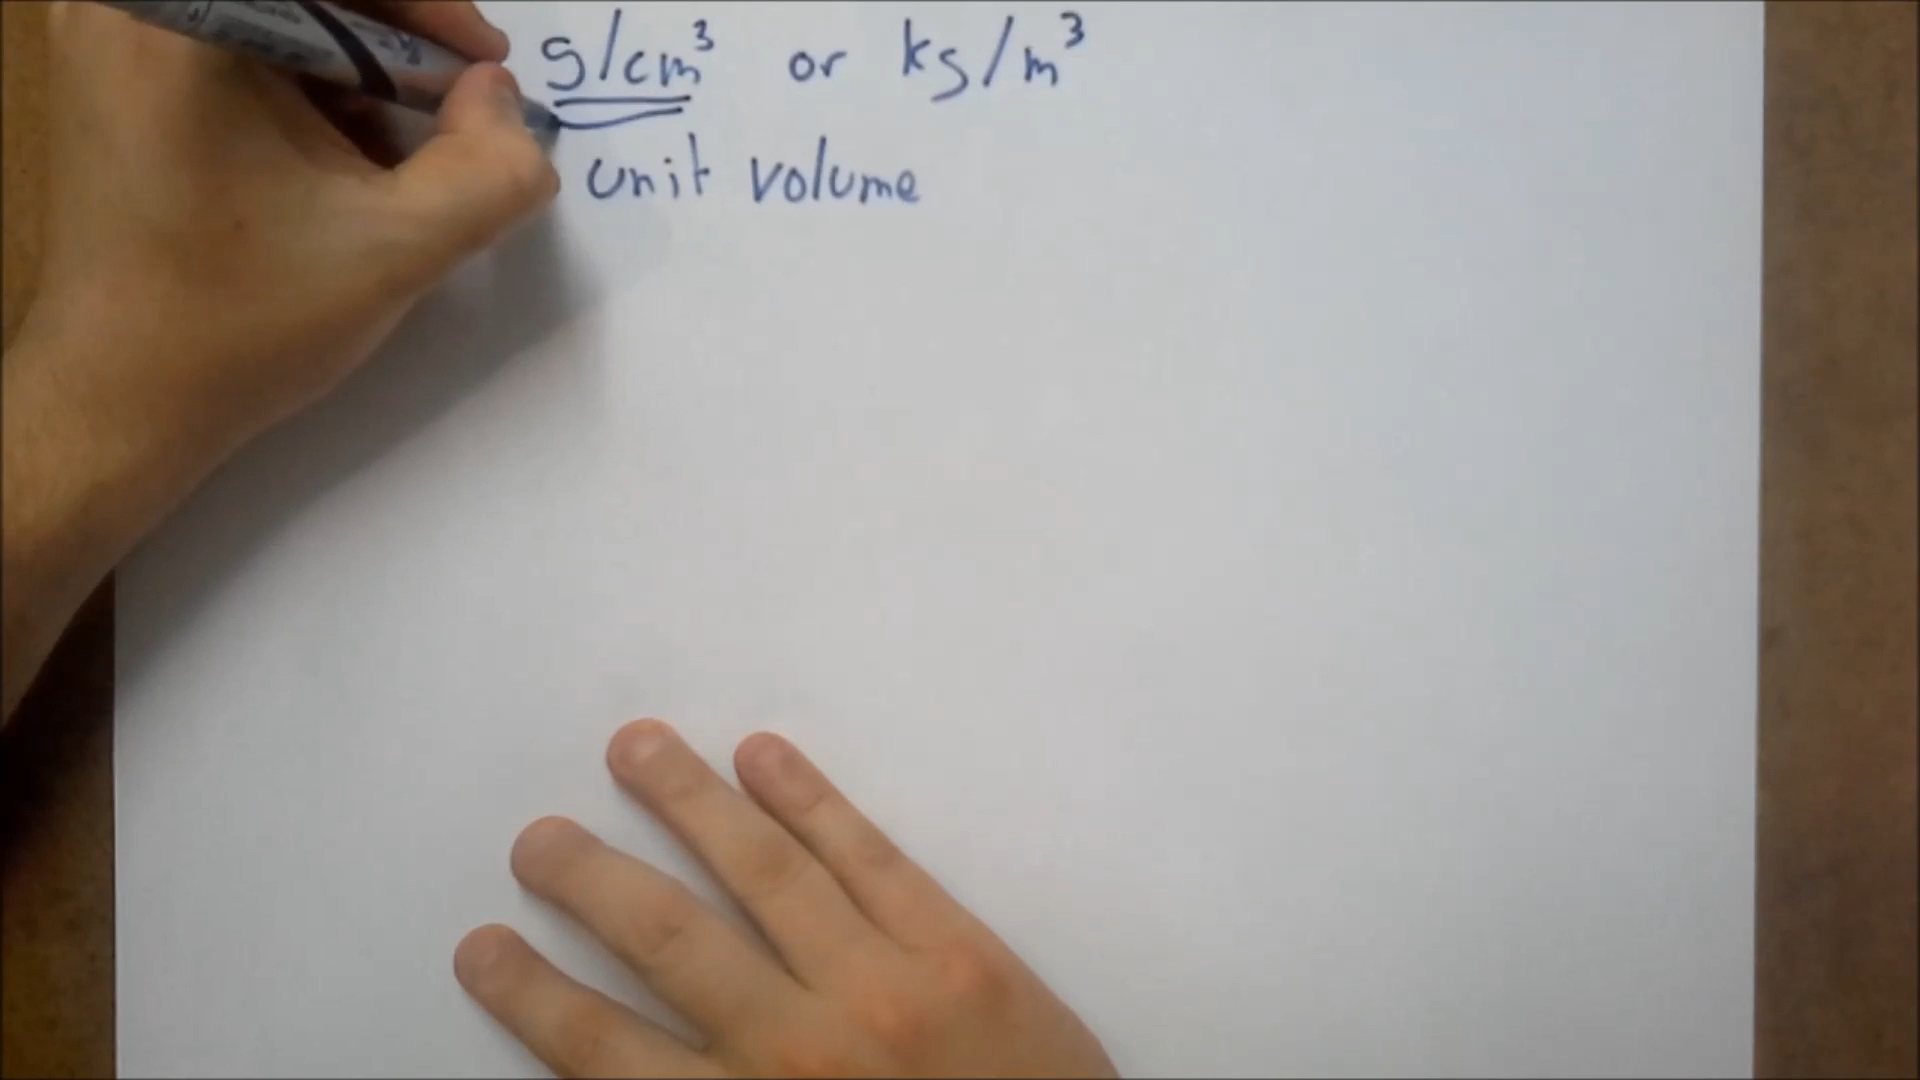 g/cm³ or kg/m³
unit volume